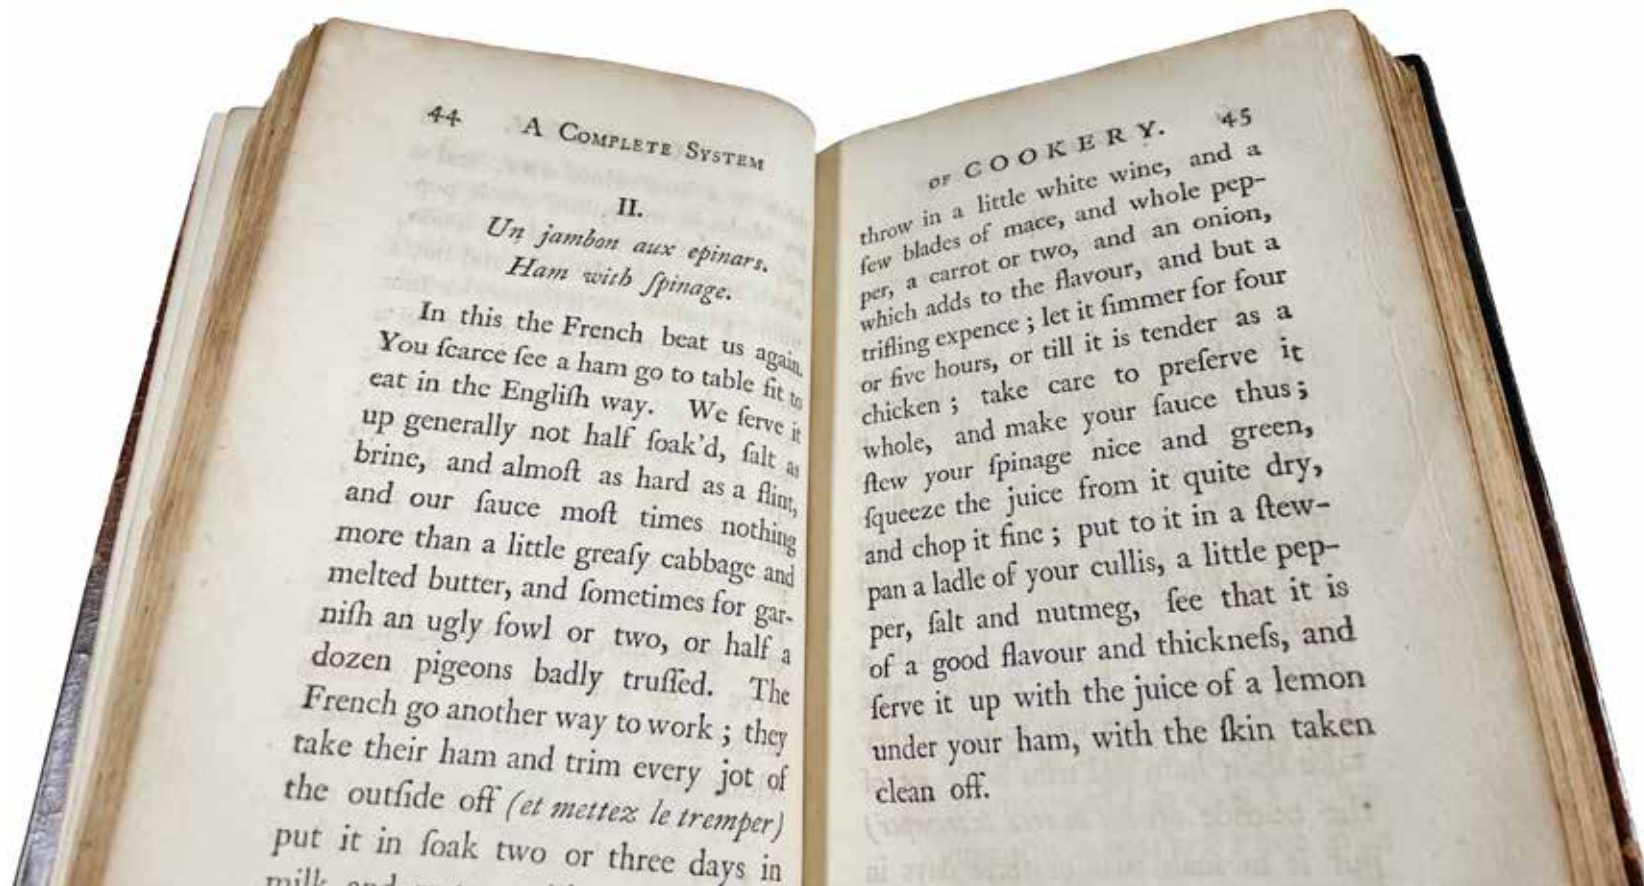 44 A COMPLETE SYSTEM
II.
Un jambon aux epinars.
Ham with ſpinage.
In this the French beat us again.
You ſcarce ſee a ham go to table fit to
eat in the Engliſh way. We ſerve it
up generally not half ſoak'd, ſalt as
brine, and almoſt as hard as a flint,
and our ſauce moſt times nothing
more than a little greaſy cabbage and
melted butter, and ſometimes for gar-
niſh an ugly fowl or two, or half a
dozen pigeons badly truſſed. The
French go another way to work; they
take their ham and trim every jot of
the outſide off (et mettez le tremper)
put it in ſoak two or three days in
milk and
OF COOKERY. 45
throw in a little white wine, and a
few blades of mace, and whole pep-
per, a carrot or two, and an onion,
which adds to the flavour, and but a
trifling expence; let it ſimmer for four
or five hours, or till it is tender as a
chicken; take care to preſerve it
whole, and make your ſauce thus;
ſtew your ſpinage nice and green,
ſqueeze the juice from it quite dry,
and chop it fine; put to it in a ſtew-
pan a ladle of your cullis, a little pep-
per, ſalt and nutmeg, ſee that it is
of a good flavour and thickneſs, and
ſerve it up with the juice of a lemon
under your ham, with the ſkin taken
clean off.